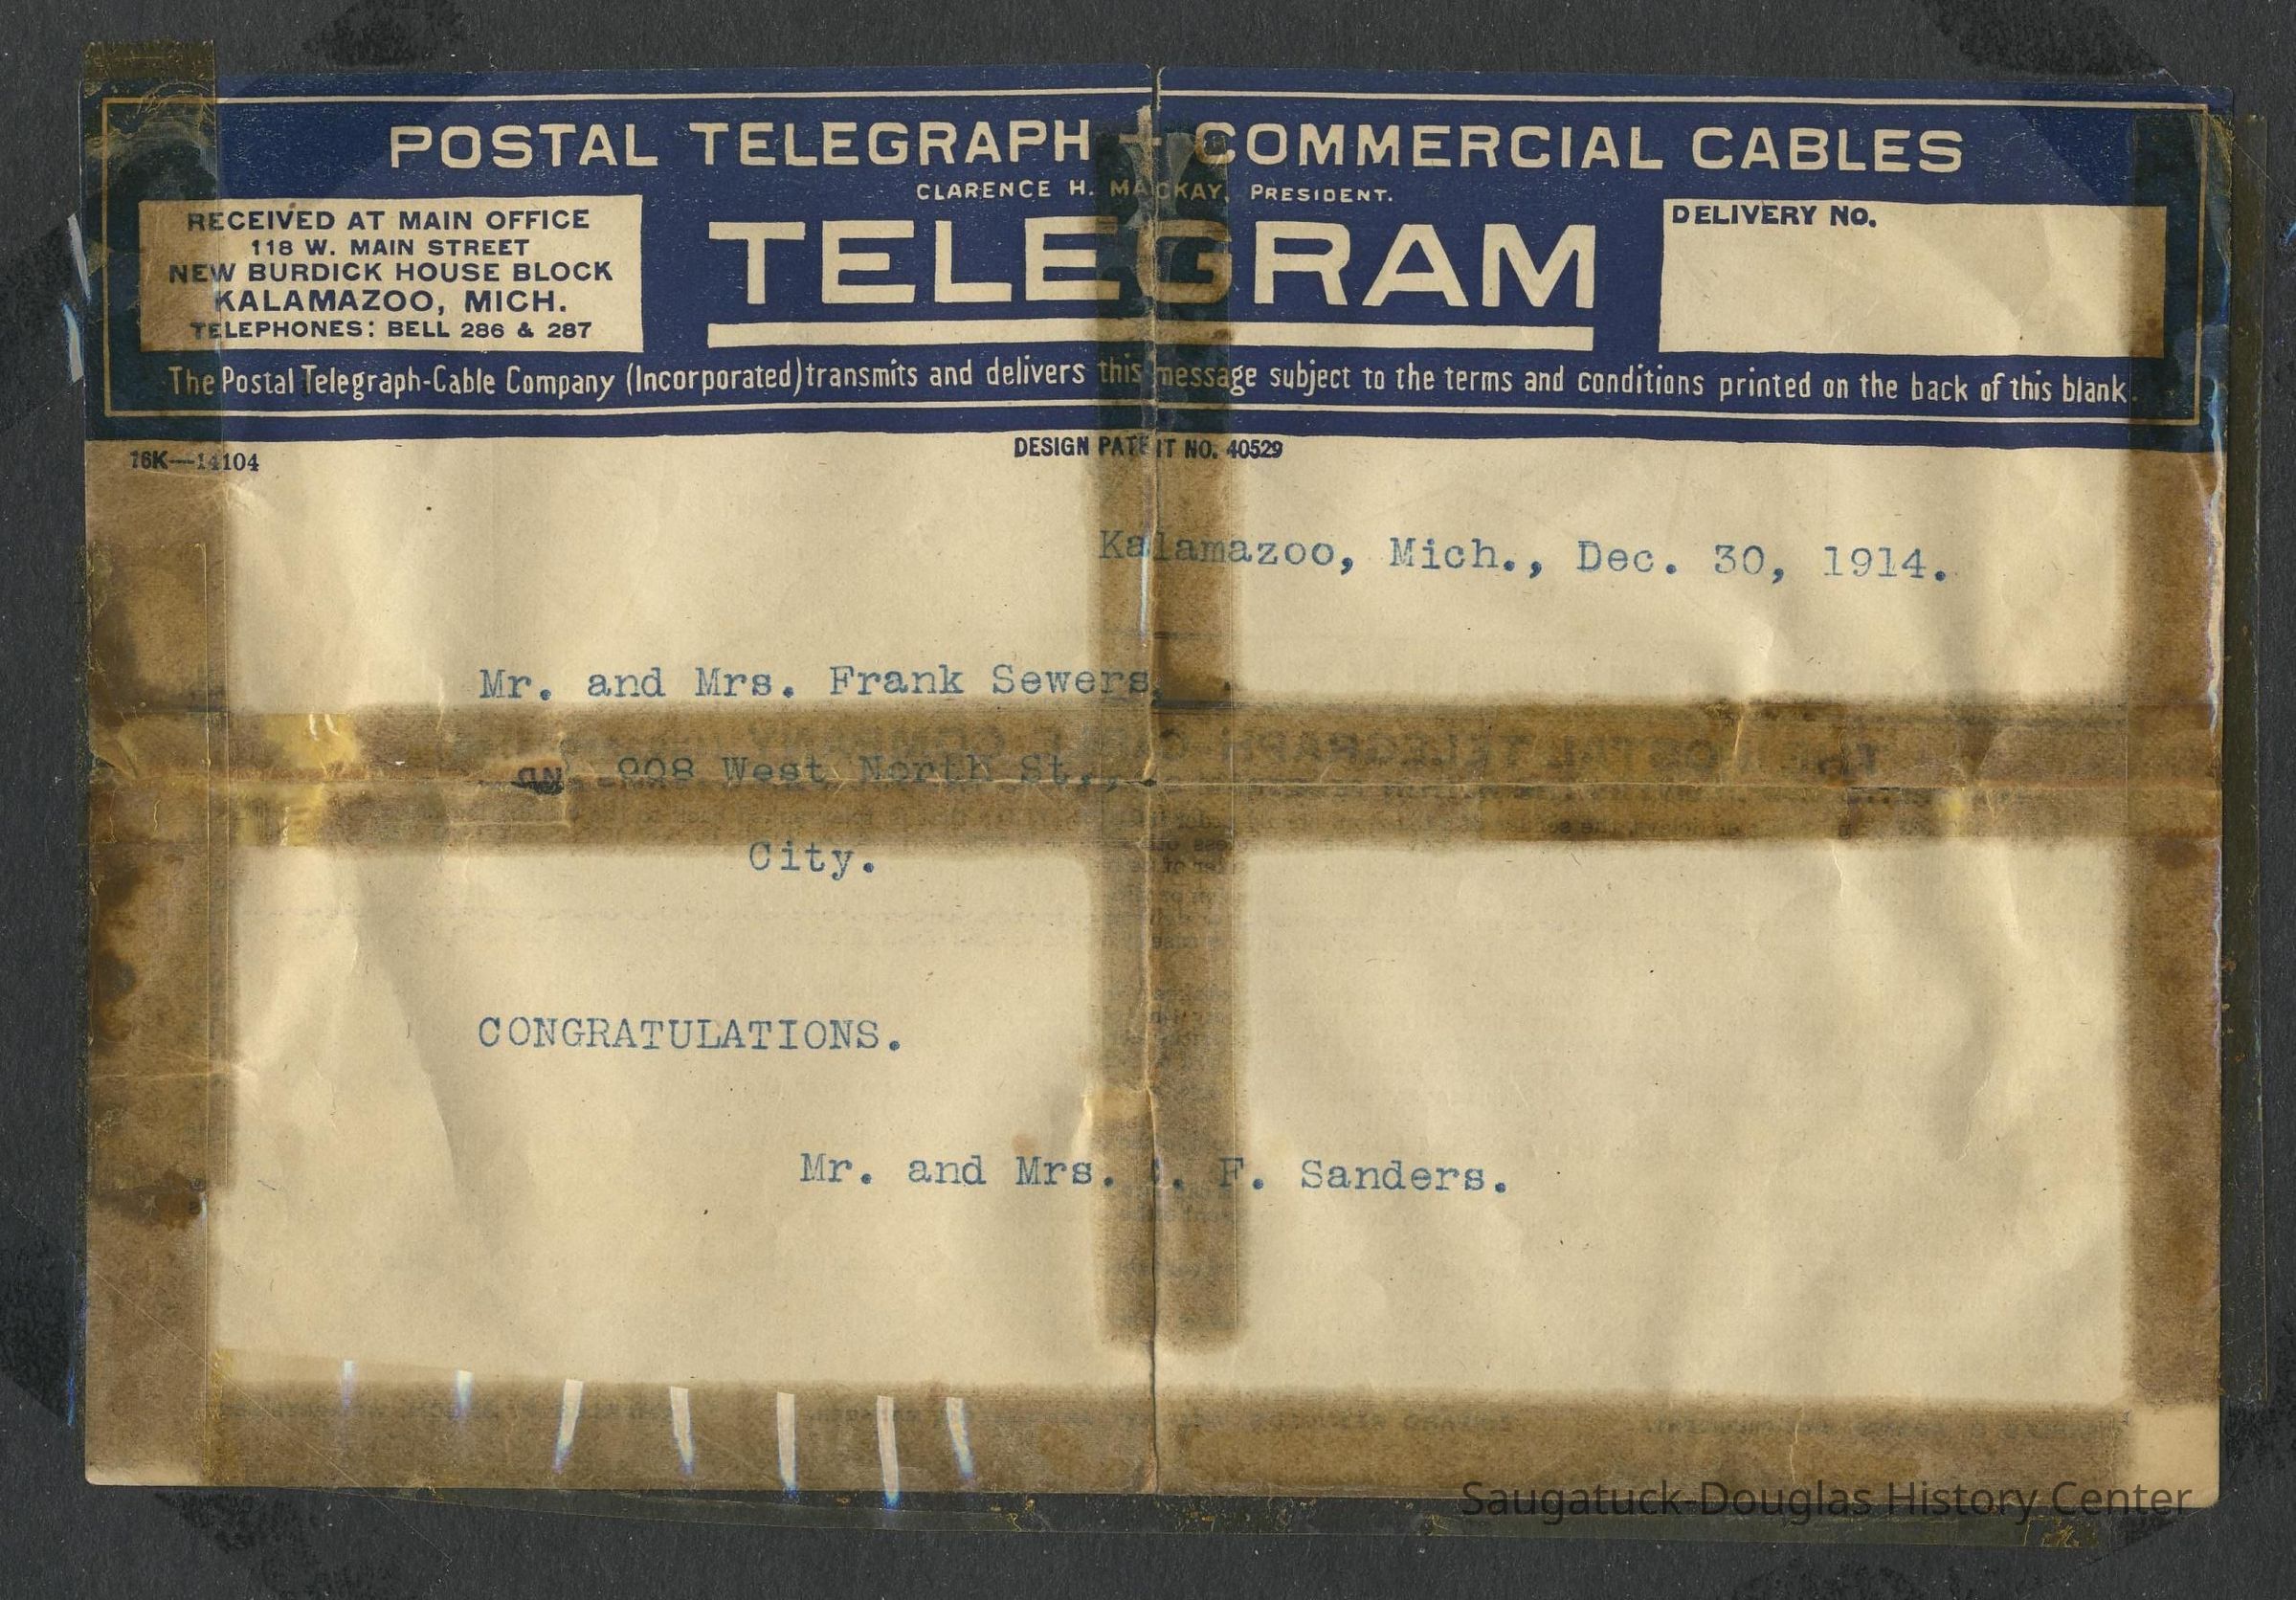 POSTAL TELEGRAPH + COMMERCIAL CABLES
CLARENCE H. MACKAY, PRESIDENT.
RECEIVED AT MAIN OFFICE
118 W. MAIN STREET
NEW BURDICK HOUSE BLOCK
KALAMAZOO, MICH.
TELEPHONES: BELL 286 & 287
TELEGRAM
DELIVERY NO.
The Postal Telegraph-Cable Company (Incorporated) transmits and delivers this message subject to the terms and conditions printed on the back of this blank.
16K—14104
DESIGN PATENT NO. 40529
Kalamazoo, Mich., Dec. 30, 1914.
Mr. and Mrs. Frank Sewers,
908 West North St.,
City.
CONGRATULATIONS.
Mr. and Mrs. F. Sanders.
Saugatuck-Douglas History Center